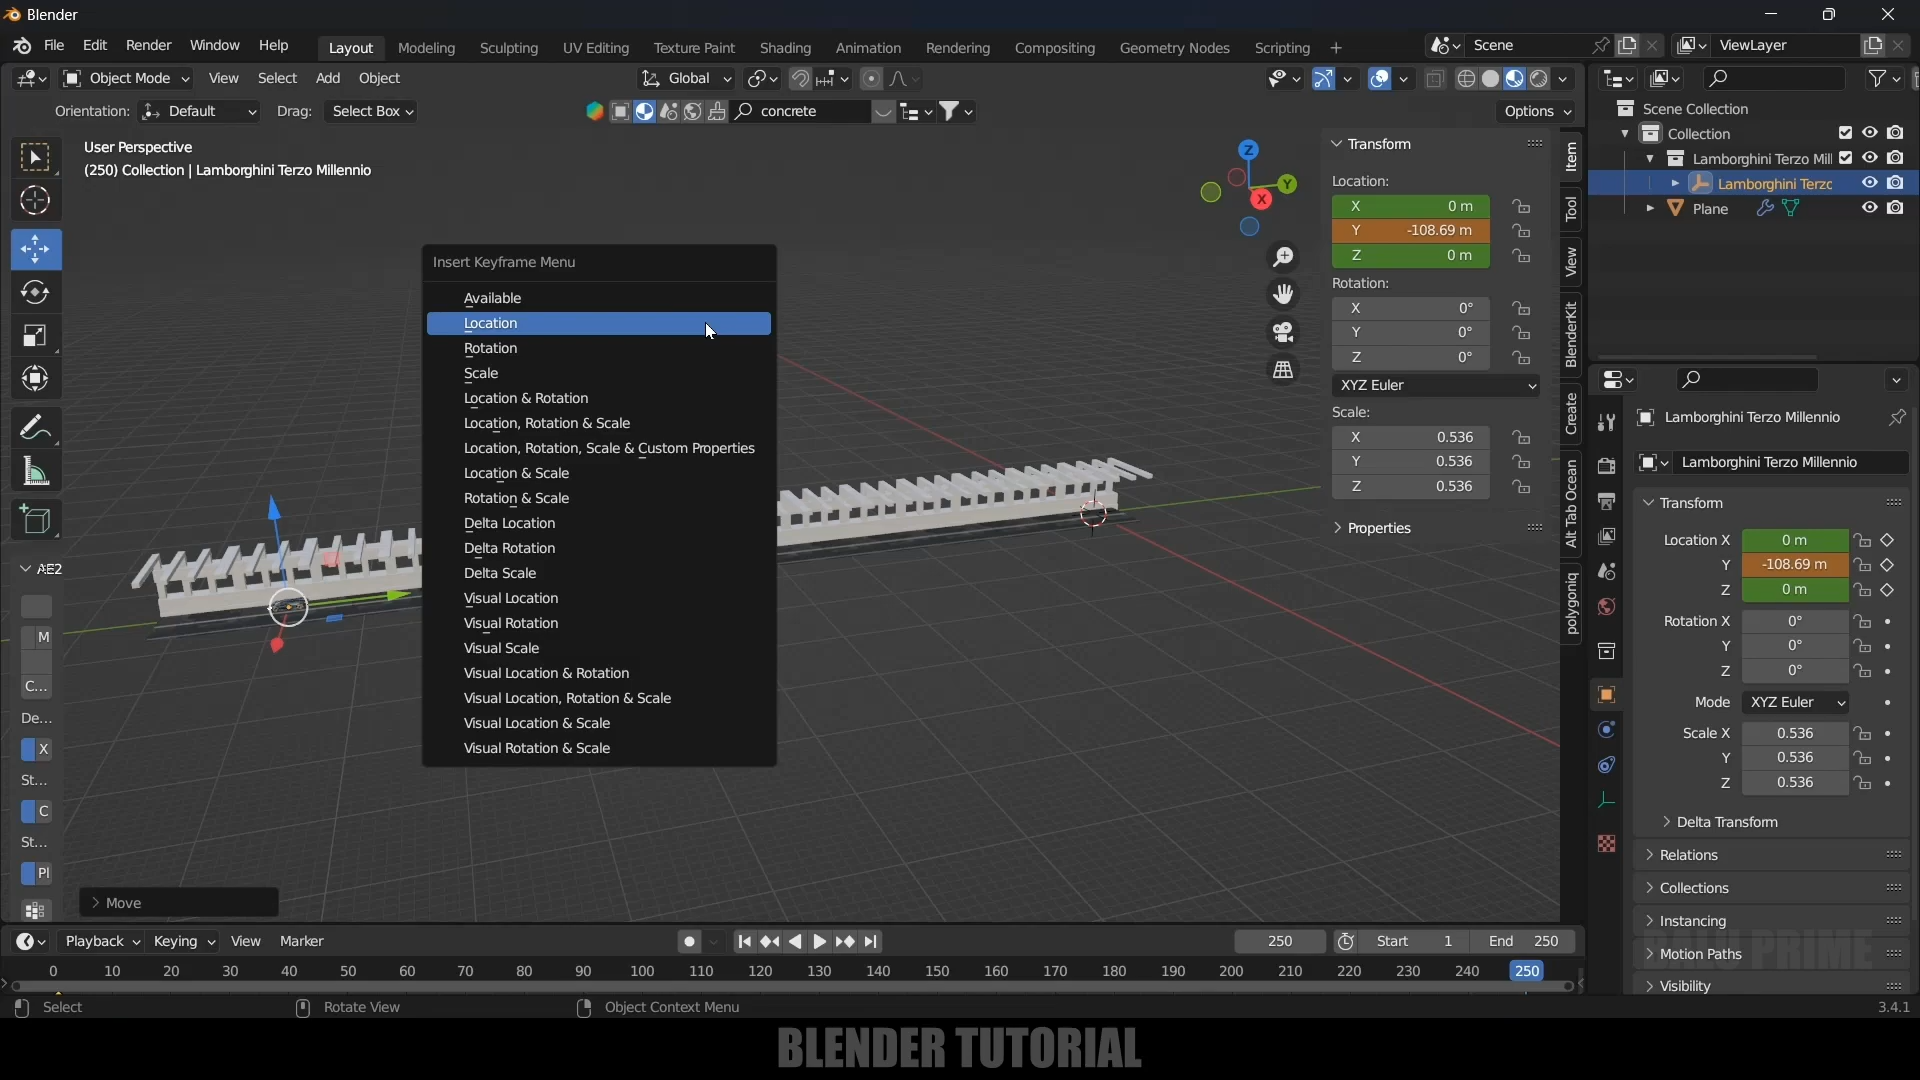 Blender
File Edit Render Window Help Layout Modeling Sculpting UV Editing Texture Paint Shading Animation Rendering Compositing Geometry Nodes Scripting + Scene ViewLayer
Object Mode View Select Add Object Global
Orientation: Default Drag: Select Box concrete Options
User Perspective
(250) Collection | Lamborghini Terzo Millennio
Z
Y
X
Insert Keyframe Menu
Available
Location
Rotation
Scale
Location & Rotation
Location, Rotation & Scale
Location, Rotation, Scale & Custom Properties
Location & Scale
Rotation & Scale
Delta Location
Delta Rotation
Delta Scale
Visual Location
Visual Rotation
Visual Scale
Visual Location & Rotation
Visual Location, Rotation & Scale
Visual Location & Scale
Visual Rotation & Scale
AE2
M
C...
De...
X
St...
C
St...
Pl
Move
Transform
Location:
X 0 m
Y -108.69 m
Z 0 m
Rotation:
X 0°
Y 0°
Z 0°
XYZ Euler
Scale:
X 0.536
Y 0.536
Z 0.536
Properties
Item
Tool
View
BlenderKit
Create
Alt Tab Ocean
polygoniq
Scene Collection
Collection
Lamborghini Terzo Mill
Lamborghini Terzo
Plane
Lamborghini Terzo Millennio
Lamborghini Terzo Millennio
Transform
Location X 0 m
Y -108.69 m
Z 0 m
Rotation X 0°
Y 0°
Z 0°
Mode XYZ Euler
Scale X 0.536
Y 0.536
Z 0.536
Delta Transform
Relations
Collections
Instancing
Motion Paths
Visibility
Playback Keying View Marker 250 Start 1 End 250
0 10 20 30 40 50 60 70 80 90 100 110 120 130 140 150 160 170 180 190 200 210 220 230 240 250
Select Rotate View Object Context Menu 3.4.1
BLENDER TUTORIAL